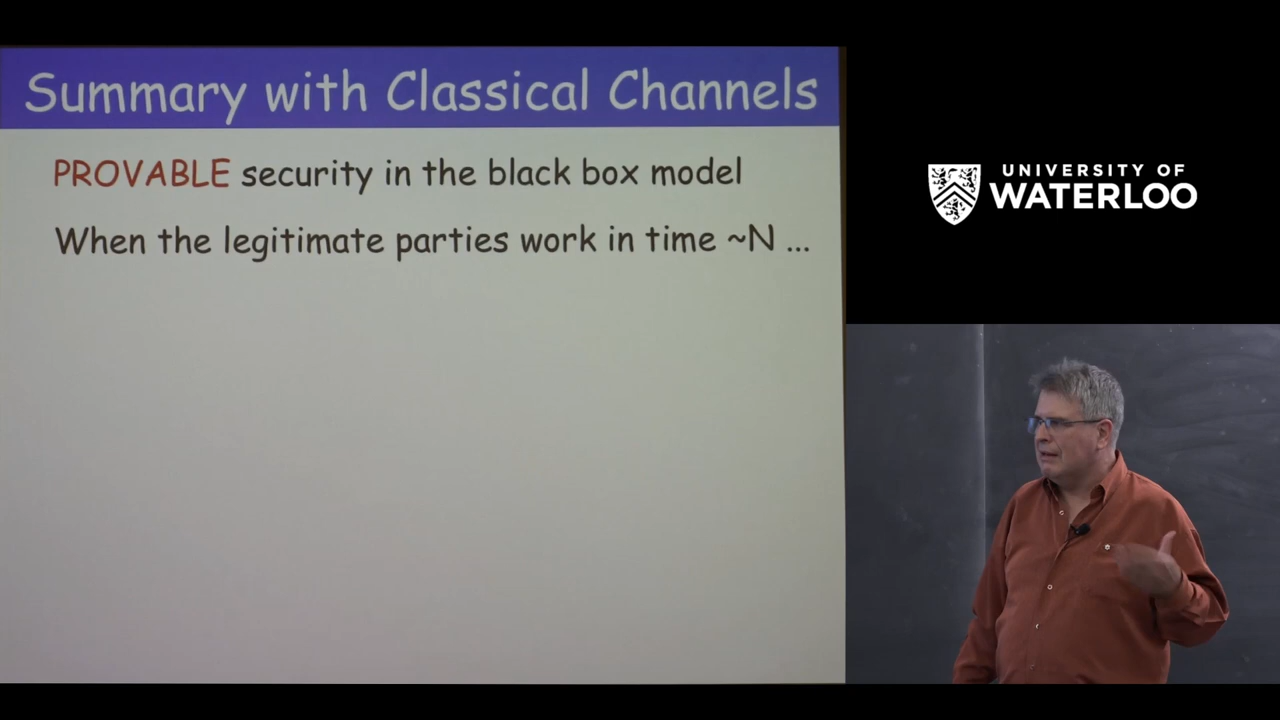 Summary with Classical Channels
PROVABLE security in the black box model
When the legitimate parties work in time ~N ...
UNIVERSITY OF
WATERLOO